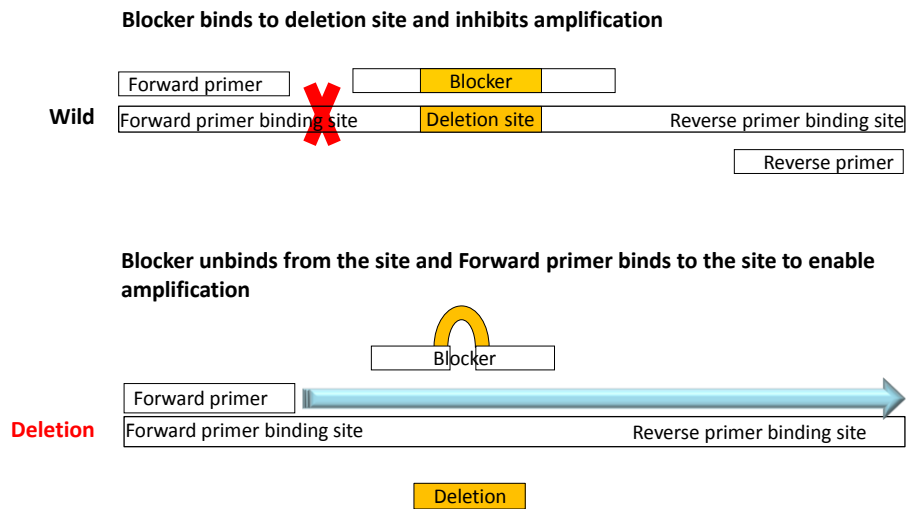 Blocker binds to deletion site and inhibits amplification
Forward primer
Blocker
Wild
Forward primer binding site
Deletion site
Reverse primer binding site
Reverse primer
Blocker unbinds from the site and Forward primer binds to the site to enable
amplification
Blocker
Forward primer
Deletion
Forward primer binding site
Reverse primer binding site
Deletion